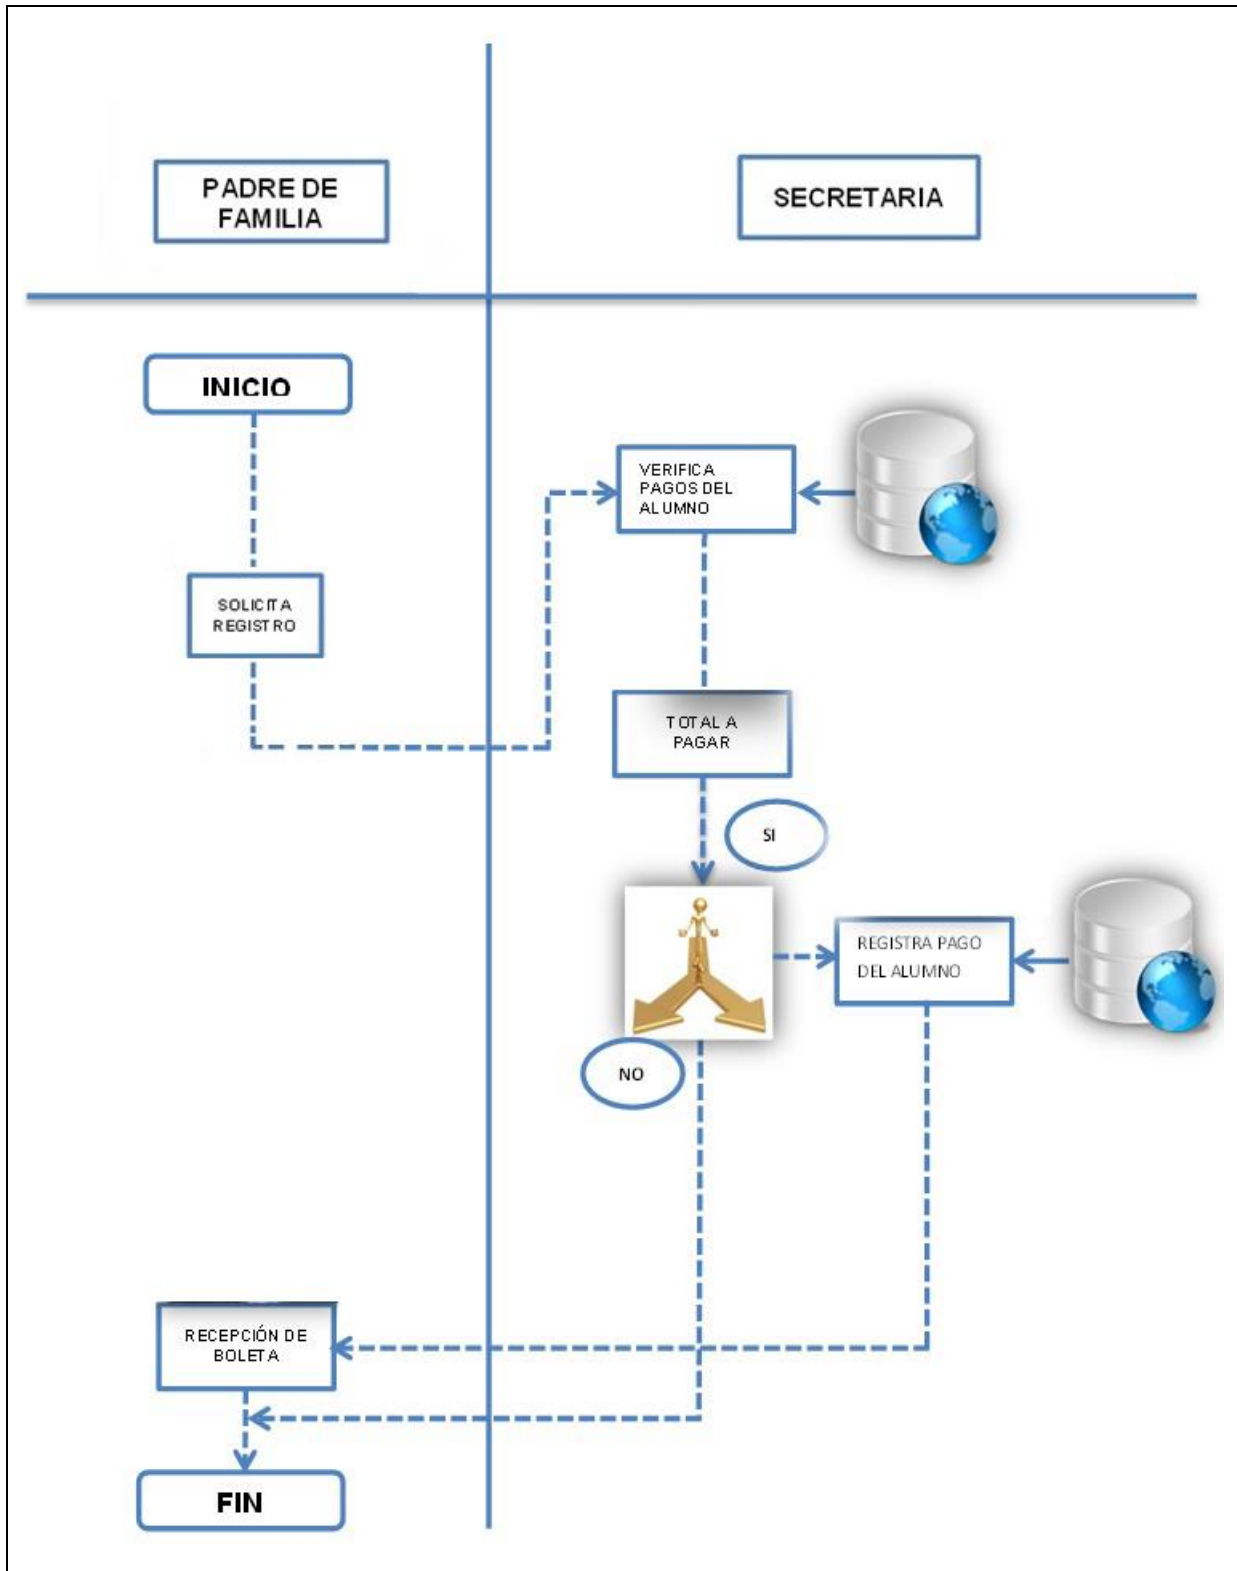 PADRE DE
FAMILIA
SECRETARIA
INICIO
VERIFICA
PAGOS DEL
ALUMNO
SOLICITA
REGISTRO
TOTAL A
PAGAR
SI
REGISTRA PAGO
DEL ALUMNO
NO
RECEPCIÓN DE
BOLETA
FIN